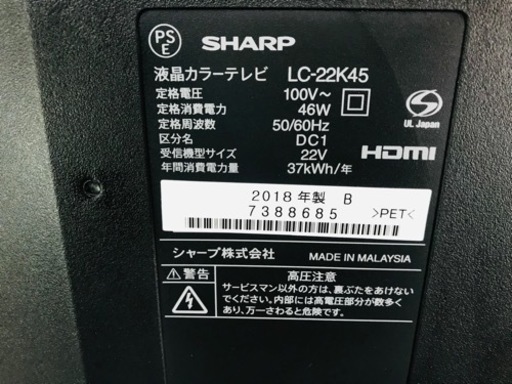 PSE SHARP
液晶カラーテレビ LC-22K45
定格電圧 100V～
定格消費電力 46W
定格周波数 50/60Hz
区分名 DC1
受信機型サイズ 22V
年間消費電力量 37kWh/年
UL Japan
HDMI
2018年製 B
7388685 >PET<
シャープ株式会社 MADE IN MALAYSIA
⚠警告 高圧注意
サービスマン以外の方は、裏ぶたをあけない
でください。内部には高電圧部分が数多く
あり、万一さわると危険です。